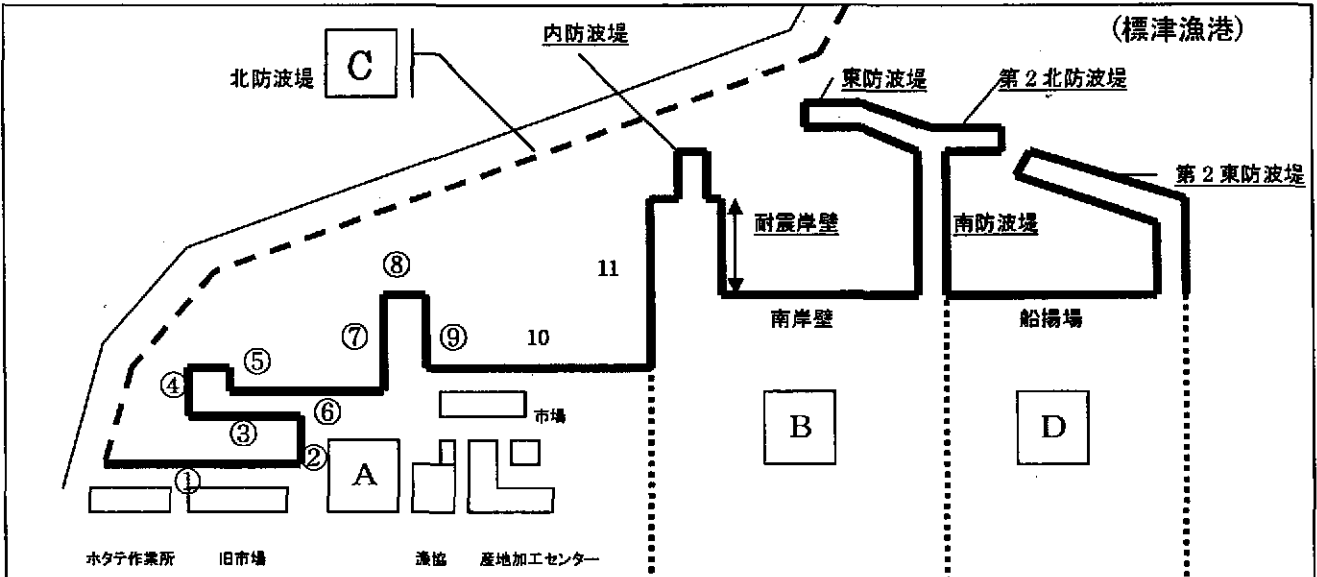 (標津漁港)
内防波堤
北防波堤
C
東防波堤
第2北防波堤
第2東防波堤
耐震岸壁
南防波堤
⑧
11
南岸壁
船揚場
⑦
⑨
10
⑤
④
⑥
③
市場
B
D
②
A
①
ホタテ作業所
旧市場
漁協
産地加工センター